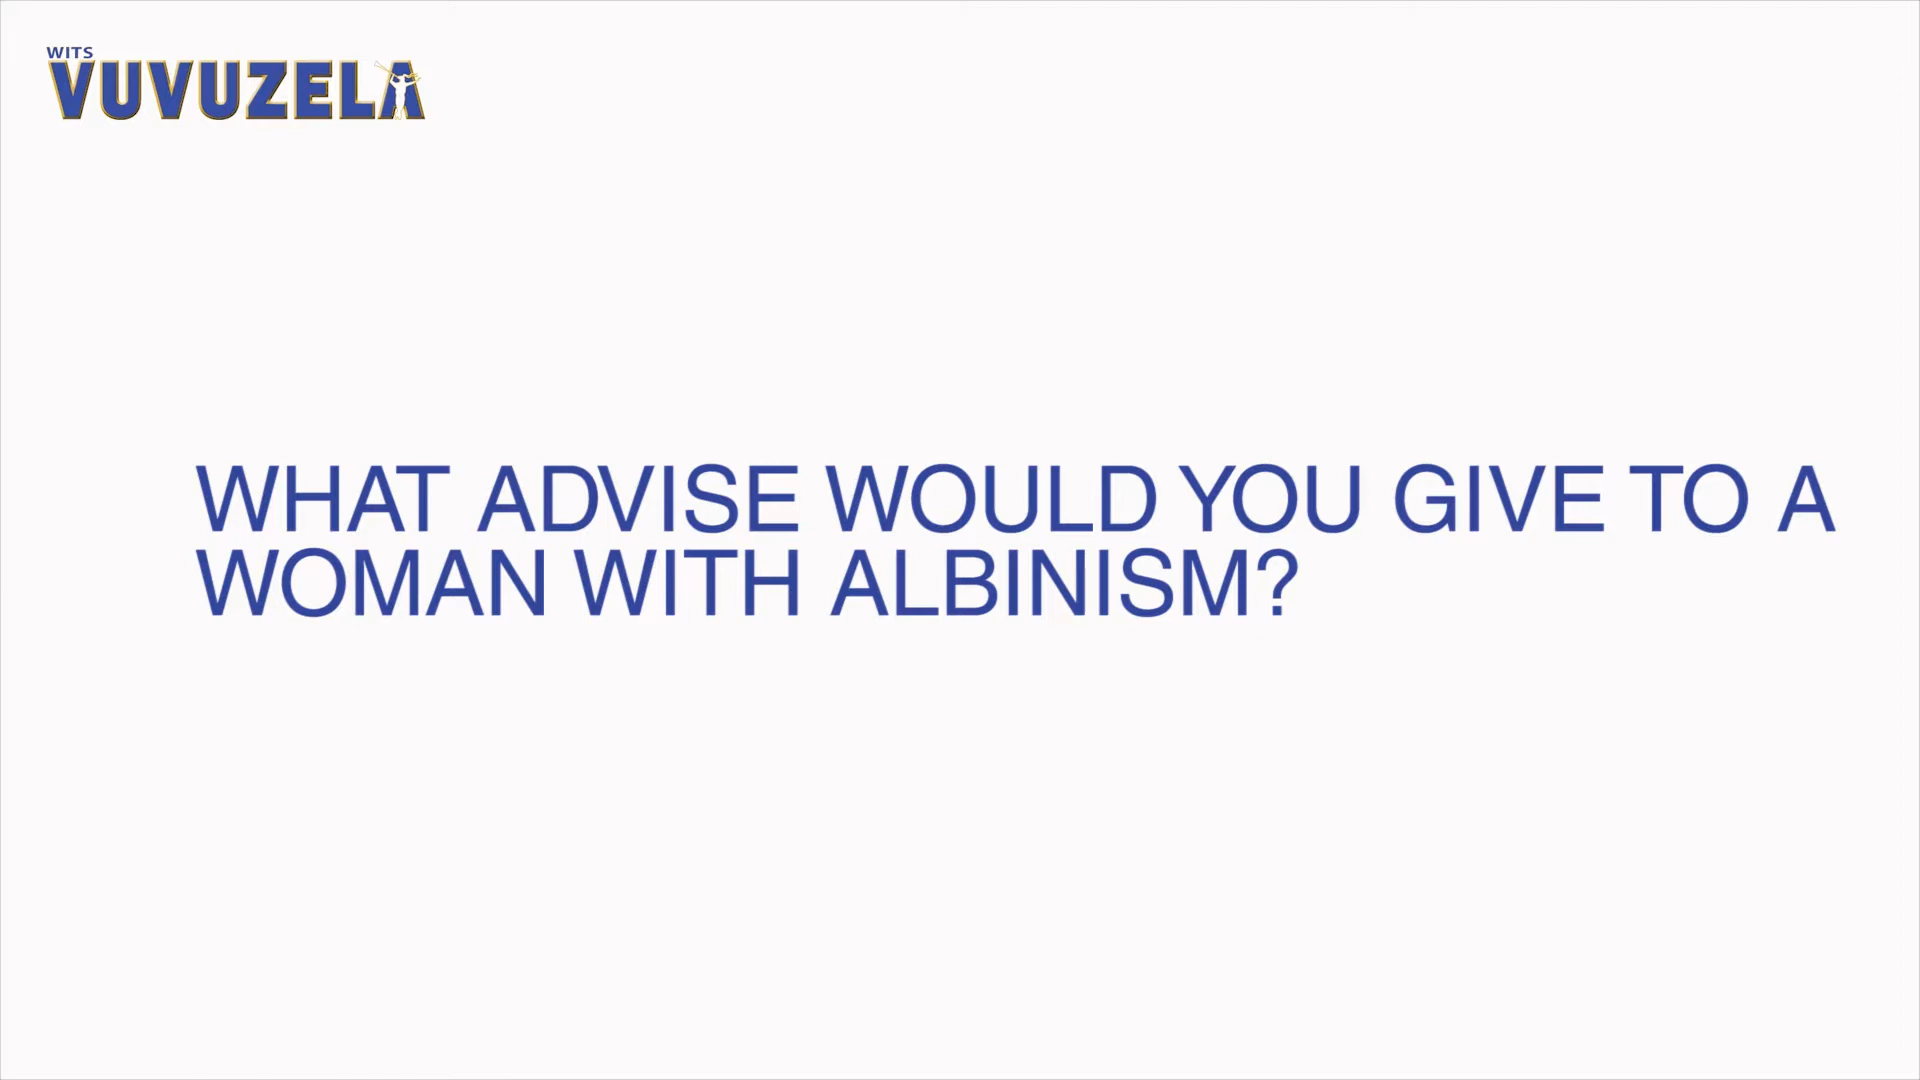 WITS
VUVUZELA
WHAT ADVISE WOULD YOU GIVE TO A
WOMAN WITH ALBINISM?